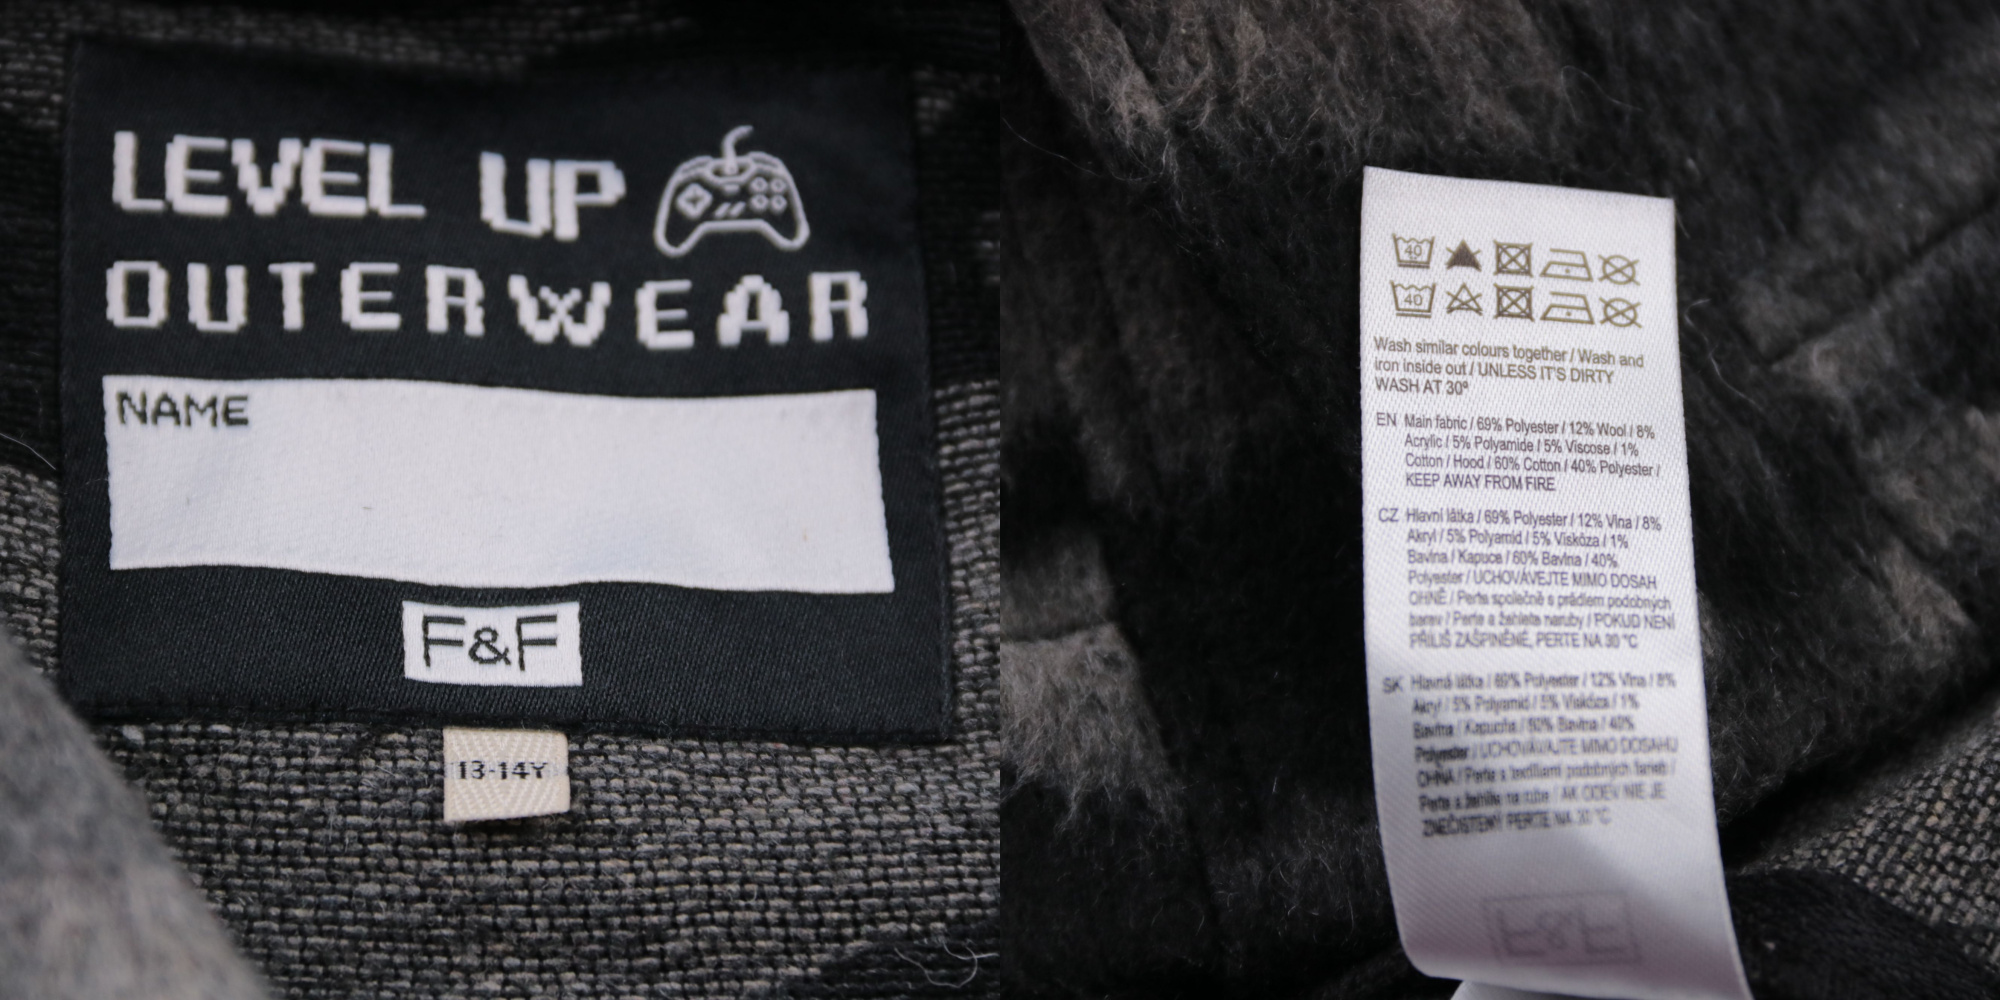 LEVEL UP
OUTERWEAR
NAME
F&F
13-14Y
40
40
Wash similar colours together / Wash and
iron inside out / UNLESS IT'S DIRTY
WASH AT 30º
EN Main fabric / 69% Polyester / 12% Wool / 8%
Acrylic / 5% Polyamide / 5% Viscose / 1%
Cotton / Hood / 60% Cotton / 40% Polyester /
KEEP AWAY FROM FIRE
CZ Hlavní látka / 69% Polyester / 12% Vlna / 8%
Akryl / 5% Polyamid / 5% Viskóza / 1%
Bavlna / Kapuce / 60% Bavlna / 40%
Polyester / UCHOVÁVEJTE MIMO DOSAH
OHNĚ / Perte společně s prádlem podobných
barev / Perte a žehlete naruby / POKUD NENÍ
PŘÍLIŠ ZAŠPINĚNÉ, PERTE NA 30 °C
SK Hlavná látka / 69% Polyester / 12% Vlna / 8%
Akryl / 5% Polyamid / 5% Viskóza / 1%
Bavlna / Kapucňa / 60% Bavlna / 40%
Polyester / UCHOVÁVAJTE MIMO DOSAHU
OHŇA / Perte s textíliami podobných farieb /
Perte a žehlite na rube / AK ODEV NIE JE
ZNEČISTENÝ PERTE NA 30 °C